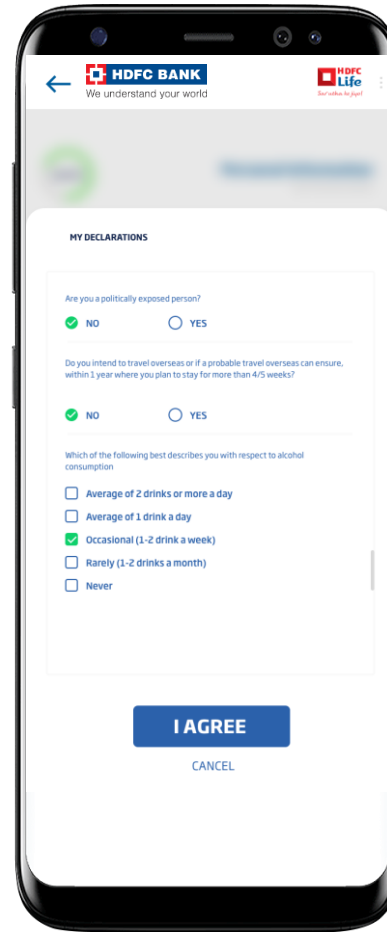 HDFC BANK
We understand your world
HDFC
Life
Sar utha ke jiyo!
MY DECLARATIONS
Are you a politically exposed person?
NO
YES
Do you intend to travel overseas or if a probable travel overseas can ensure,
within 1 year where you plan to stay for more than 4/5 weeks?
NO
YES
Which of the following best describes you with respect to alcohol
consumption
Average of 2 drinks or more a day
Average of 1 drink a day
Occasional (1-2 drink a week)
Rarely (1-2 drinks a month)
Never
I AGREE
CANCEL